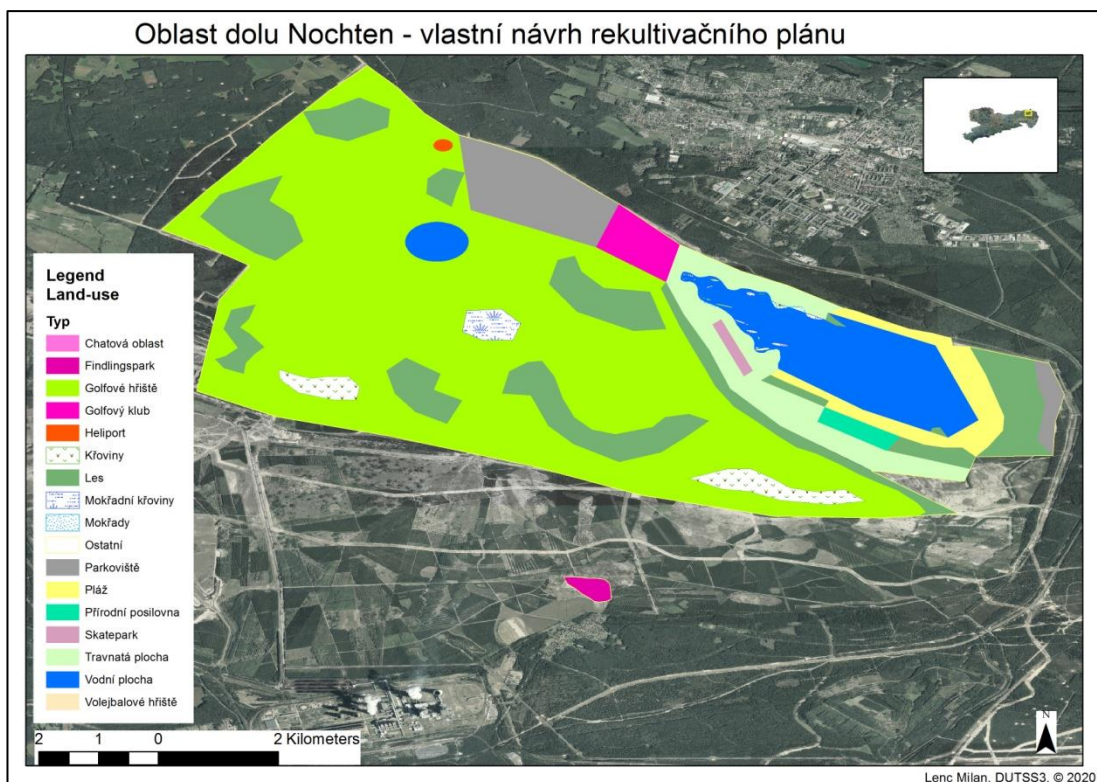 Oblast dolu Nochten - vlastní návrh rekultivačního plánu
Legend
Land-use
Typ
Chatová oblast
Findlingspark
Golfové hřiště
Golfový klub
Heliport
Křoviny
Les
Mokřadní křoviny
Mokřady
Ostatní
Parkoviště
Pláž
Přírodní posilovna
Skatepark
Travnatá plocha
Vodní plocha
Volejbalové hřiště
2 1 0 2 Kilometers
N
Lenc Milan, DUTSS3, © 2020